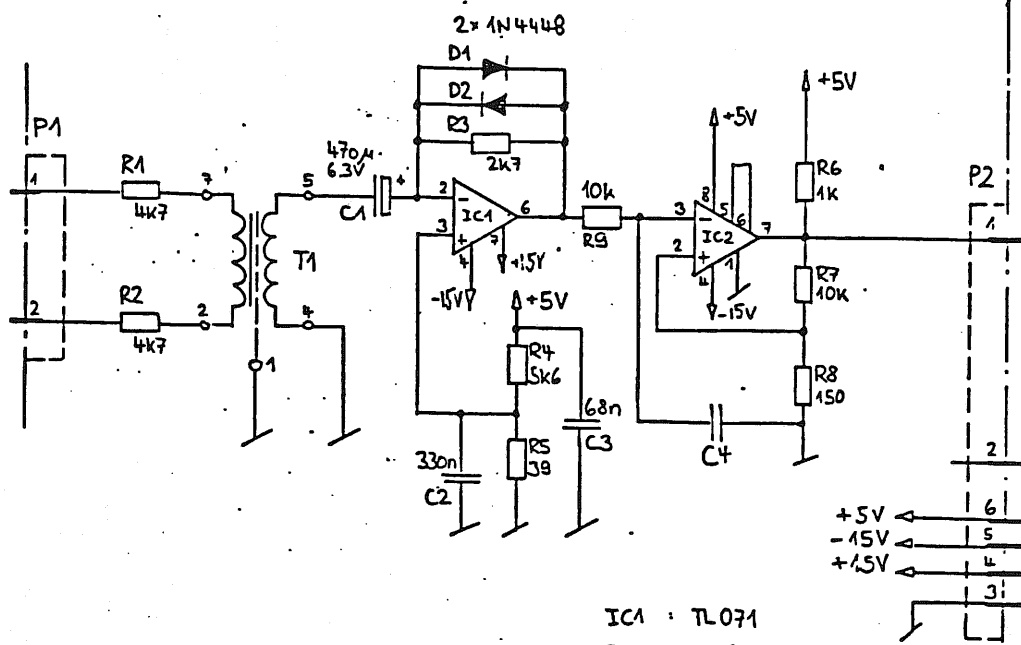 2x 1N4448
D1
D2
R3
2k7
P1
1
R1
4k7
7
5
470μ
6.3V
+
C1
2
-
IC1
6
3
+
4
7
+15V
-15V
10k
R9
+5V
8
5
6
3
-
IC2
7
2
+
4
1
-15V
+5V
R6
1K
P2
1
R7
10K
T1
2
R2
4k7
2
4
1
+5V
R4
5k6
R8
150
68n
C3
330n
C2
R5
39
C4
2
+5V
6
-15V
5
+15V
4
3
IC1 : TL071